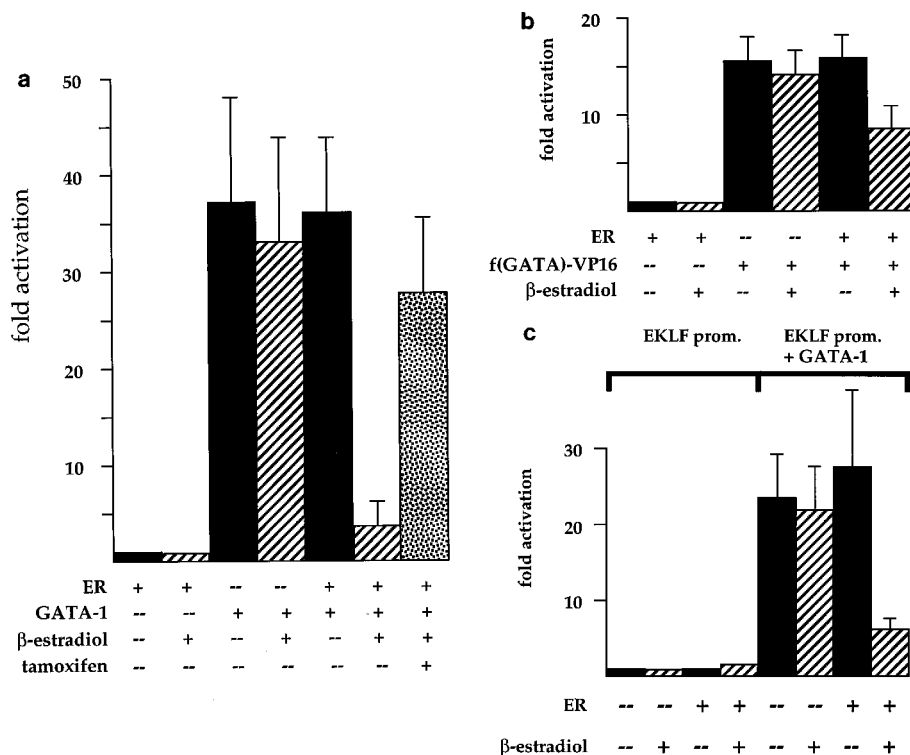 a
fold activation
50
40
30
20
10
ER + + -- -- + + +
GATA-1 -- -- + + + + +
β-estradiol -- + -- + -- + +
tamoxifen -- -- -- -- -- -- +
b
fold activation
20
10
ER + + -- -- + +
f(GATA)-VP16 -- -- + + + +
β-estradiol -- + -- + -- +
c
EKLF prom.
EKLF prom.
+ GATA-1
fold activation
30
20
10
ER -- -- + + -- -- + +
β-estradiol -- + -- + -- + -- +